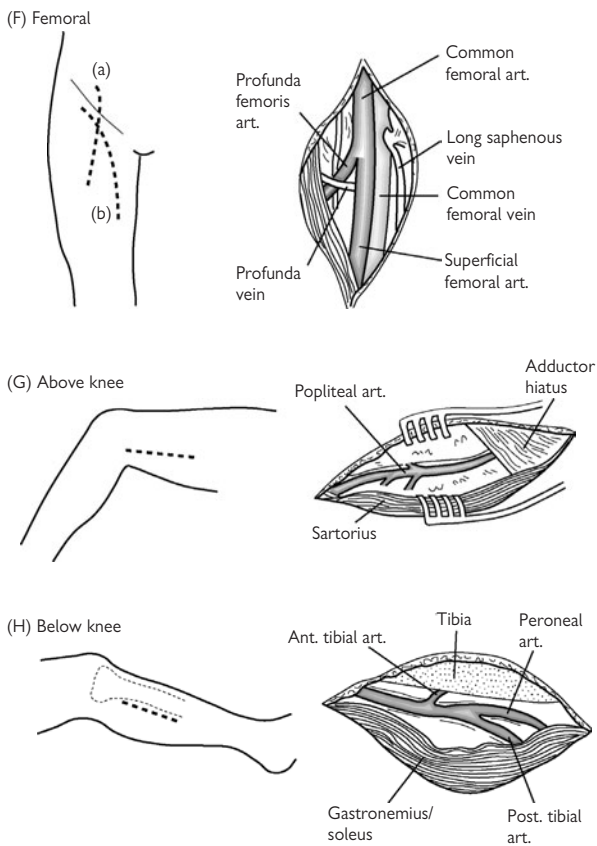 (F) Femoral
(a)
(b)
Profunda
femoris
art.
Profunda
vein
Common
femoral art.
Long saphenous
vein
Common
femoral vein
Superficial
femoral art.
(G) Above knee
Popliteal art.
Adductor
hiatus
Sartorius
(H) Below knee
Ant. tibial art.
Tibia
Peroneal
art.
Gastronemius/
soleus
Post. tibial
art.